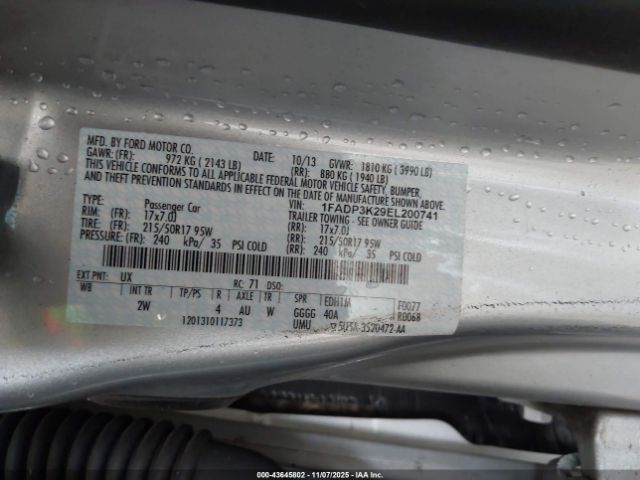 MFD. BY FORD MOTOR CO.
DATE: 10/13 GVWR: 1810 KG ( 3990 LB)
GAWR: (FR): 972 KG ( 2143 LB) (RR): 880 KG ( 1940 LB)
THIS VEHICLE CONFORMS TO ALL APPLICABLE FEDERAL MOTOR VEHICLE SAFETY, BUMPER,
AND THEFT PREVENTION STANDARDS IN EFFECT ON THE DATE OF MANUFACTURE SHOWN ABOVE.
VIN: 1FADP3K29EL200741
TYPE: Passenger Car TRAILER TOWING - SEE OWNER GUIDE
RIM: (FR): 17x7.0J (RR): 17x7.0J
TIRE: (FR): 215/50R17 95W (RR): 215/50R17 95W
PRESSURE: (FR): 240 kPa/ 35 PSI COLD (RR): 240 kPa/ 35 PSI COLD
EXT PNT: UX RC: 71 DSO:
WB INT TR TP/PS R AXLE TR SPR
2W 4 AU W GGGG 40A
F0077
R0068
1201310117373 UMU
-3520472-AA
00-43645802 - 11/07/2025 - IAA INC.